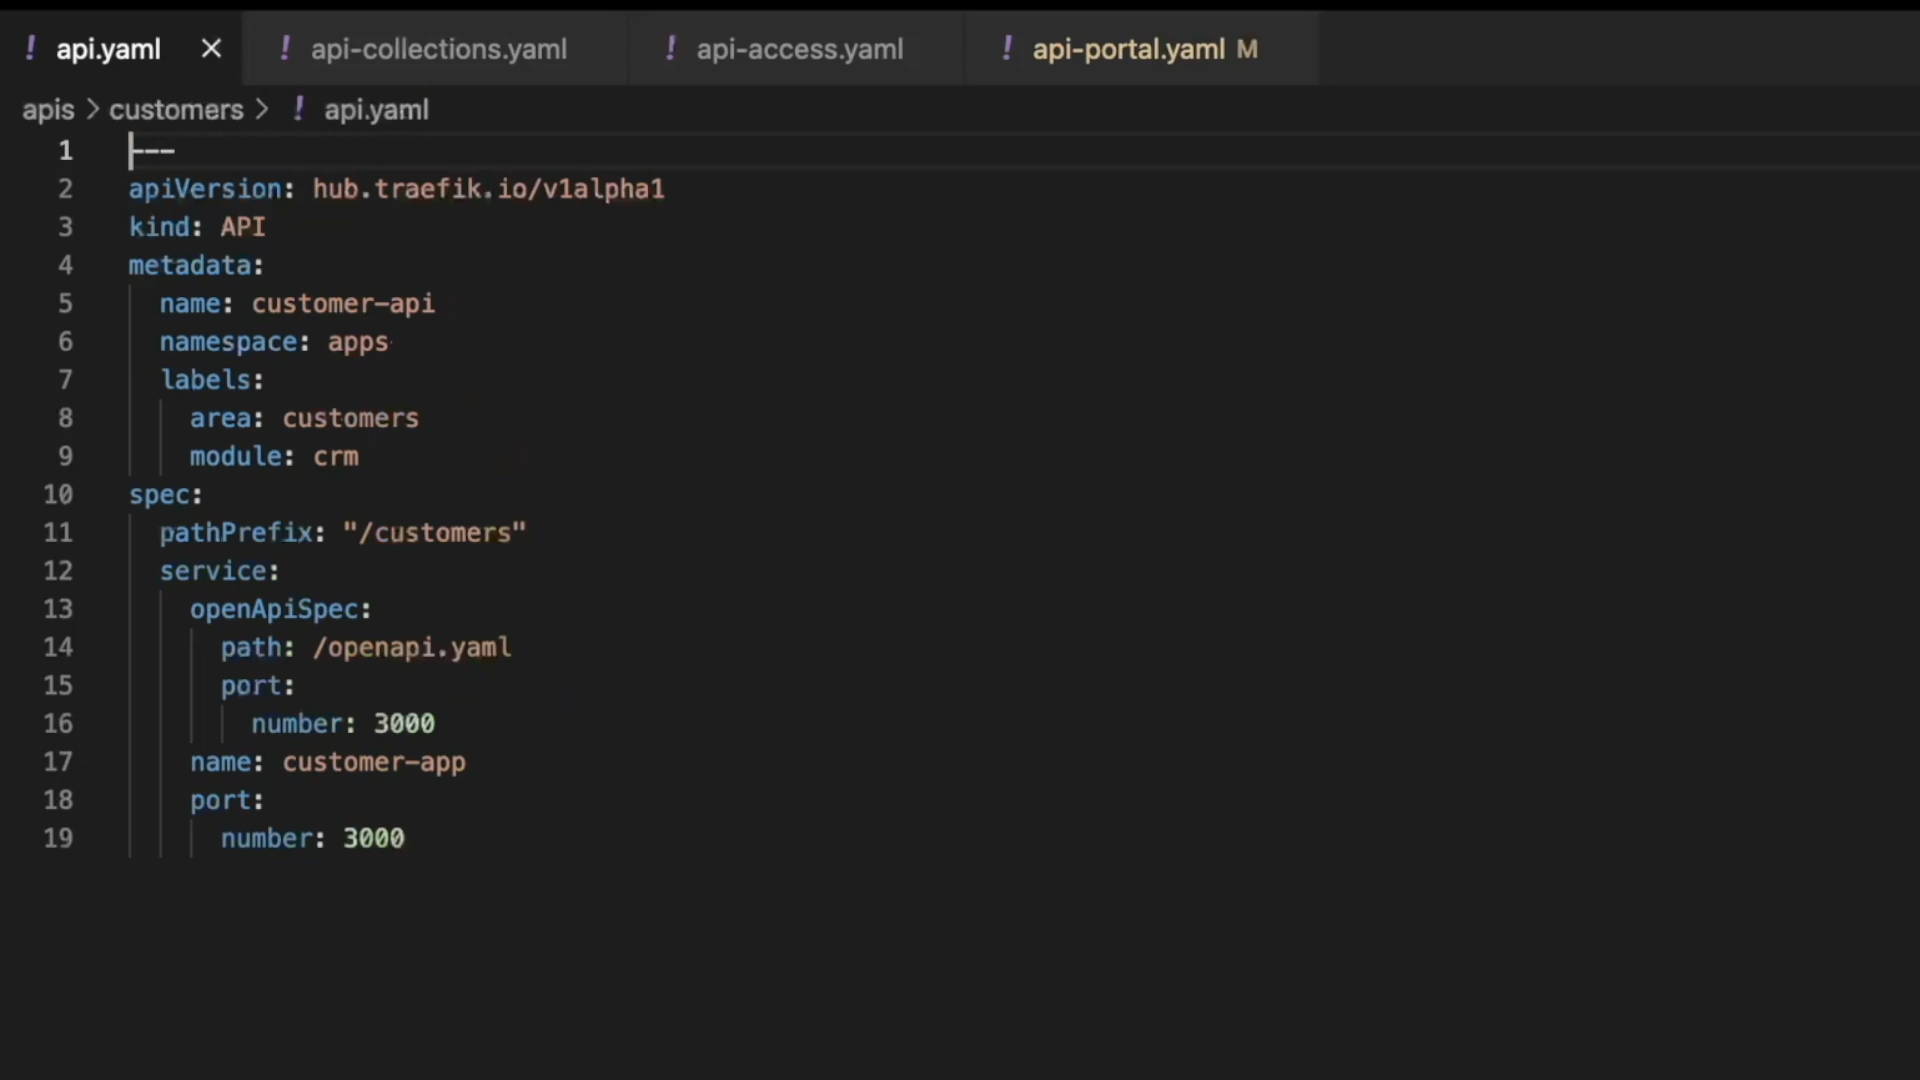 ! api.yaml × ! api-collections.yaml ! api-access.yaml ! api-portal.yaml M
apis > customers > ! api.yaml
1 ---
2 apiVersion: hub.traefik.io/v1alpha1
3 kind: API
4 metadata:
5   name: customer-api
6   namespace: apps
7   labels:
8     area: customers
9     module: crm
10 spec:
11   pathPrefix: "/customers"
12   service:
13     openApiSpec:
14       path: /openapi.yaml
15       port:
16         number: 3000
17     name: customer-app
18     port:
19       number: 3000